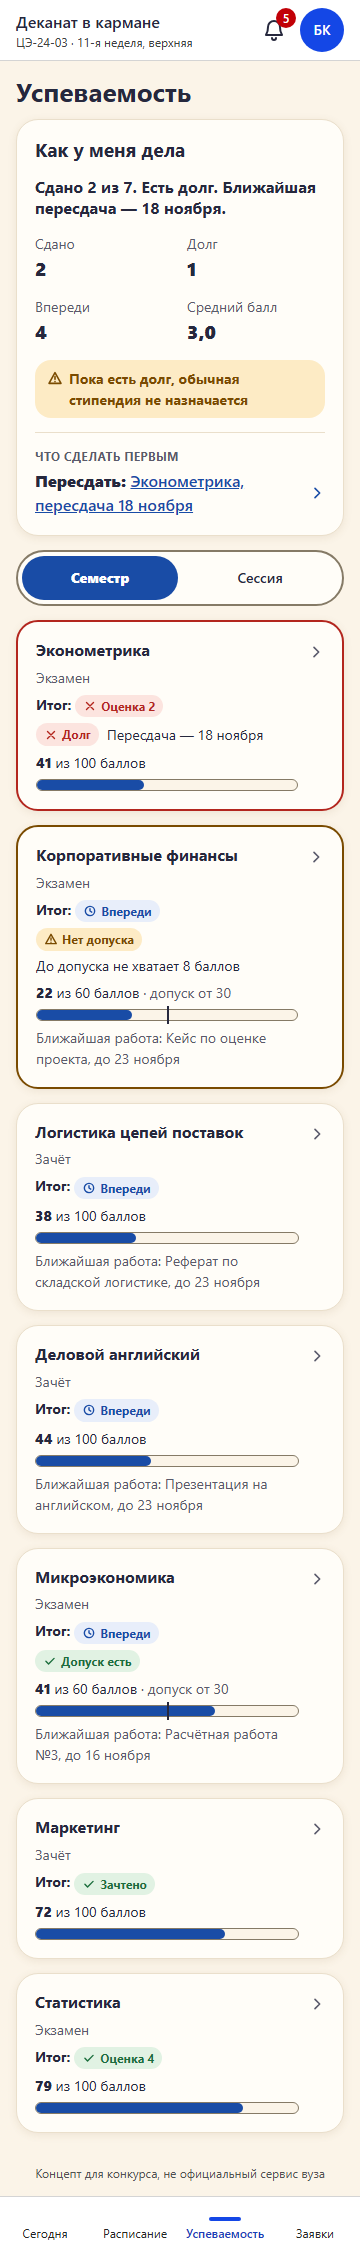 Деканат в кармане
ЦЭ-24-03 · 11-я неделя, верхняя
5
БК
Успеваемость
Как у меня дела
Сдано 2 из 7. Есть долг. Ближайшая
пересдача — 18 ноября.
Сдано
Долг
2
1
Впереди
Средний балл
4
3,0
Пока есть долг, обычная
стипендия не назначается
ЧТО СДЕЛАТЬ ПЕРВЫМ
Пересдать: Эконометрика,
пересдача 18 ноября
Семестр
Сессия
Эконометрика
Экзамен
Итог: Оценка 2
Долг Пересдача — 18 ноября
41 из 100 баллов
Корпоративные финансы
Экзамен
Итог: Впереди
Нет допуска
До допуска не хватает 8 баллов
22 из 60 баллов · допуск от 30
Ближайшая работа: Кейс по оценке
проекта, до 23 ноября
Логистика цепей поставок
Зачёт
Итог: Впереди
38 из 100 баллов
Ближайшая работа: Реферат по
складской логистике, до 23 ноября
Деловой английский
Зачёт
Итог: Впереди
44 из 100 баллов
Ближайшая работа: Презентация на
английском, до 23 ноября
Микроэкономика
Экзамен
Итог: Впереди
Допуск есть
41 из 60 баллов · допуск от 30
Ближайшая работа: Расчётная работа
№3, до 16 ноября
Маркетинг
Зачёт
Итог: Зачтено
72 из 100 баллов
Статистика
Экзамен
Итог: Оценка 4
79 из 100 баллов
Концепт для конкурса, не официальный сервис вуза
Сегодня
Расписание
Успеваемость
Заявки